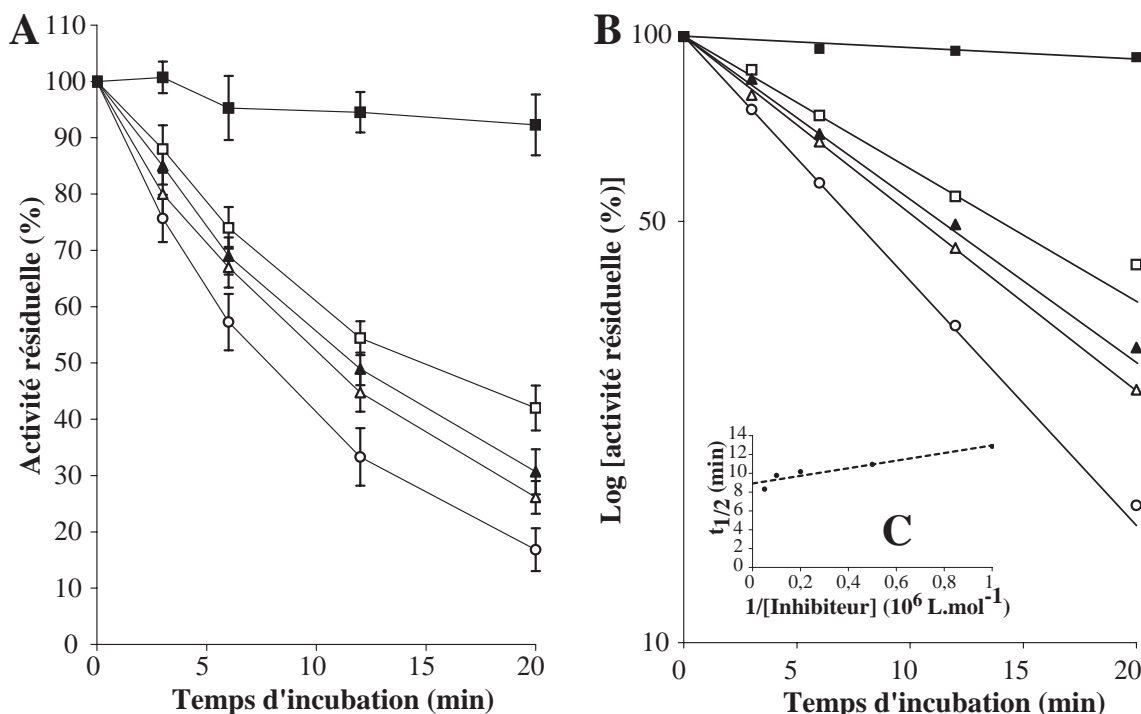 A
110
100
90
80
70
60
50
40
30
20
10
0
Activité résiduelle (%)
0 5 10 15 20
Temps d'incubation (min)
B
100
50
10
Log [activité résiduelle (%)]
0 5 10 15 20
Temps d'incubation (min)
C
14
12
10
8
6
4
2
0
t1/2 (min)
0 0,2 0,4 0,6 0,8 1
1/[Inhibiteur] (10⁶ L.mol⁻¹)